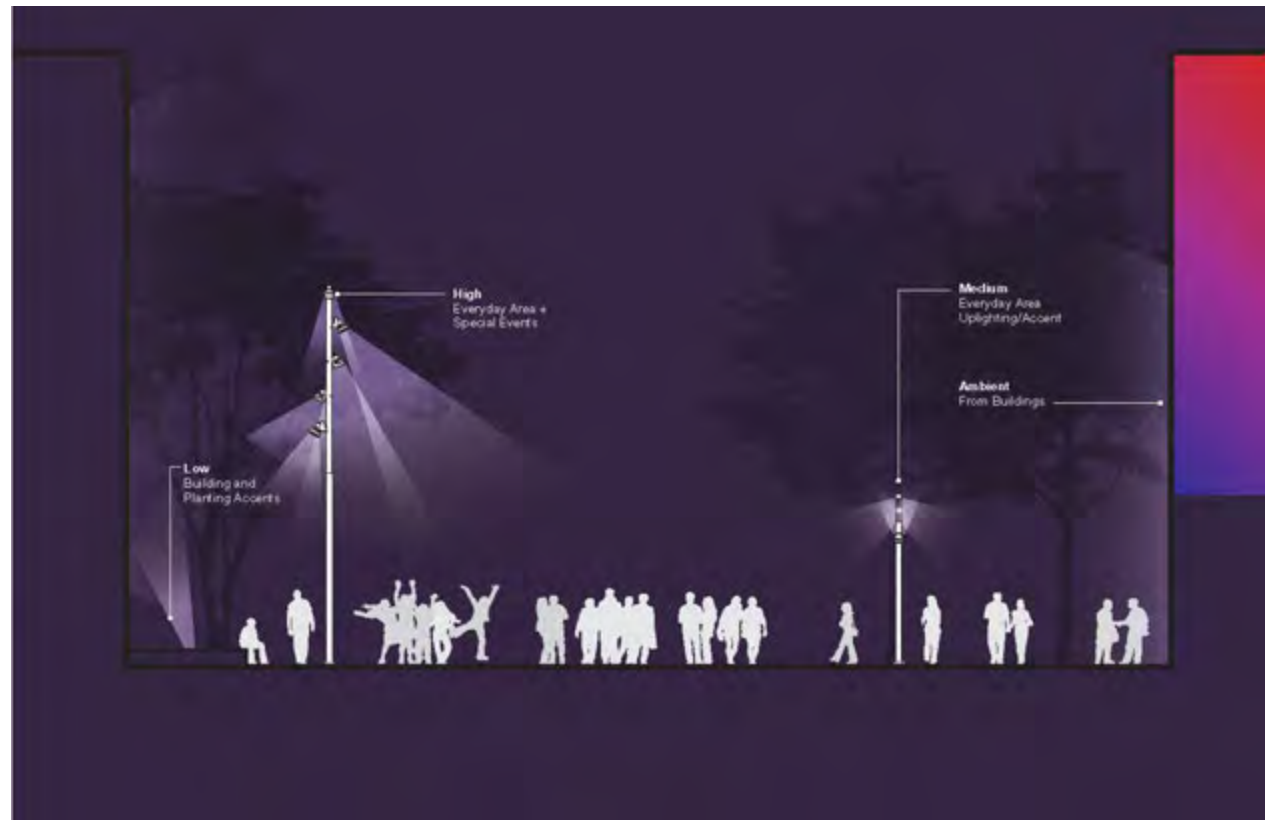 High
Everyday Area +
Special Events
Medium
Everyday Area
Uplighting/Accent
Ambient
From Buildings
Low
Building and
Planting Accents